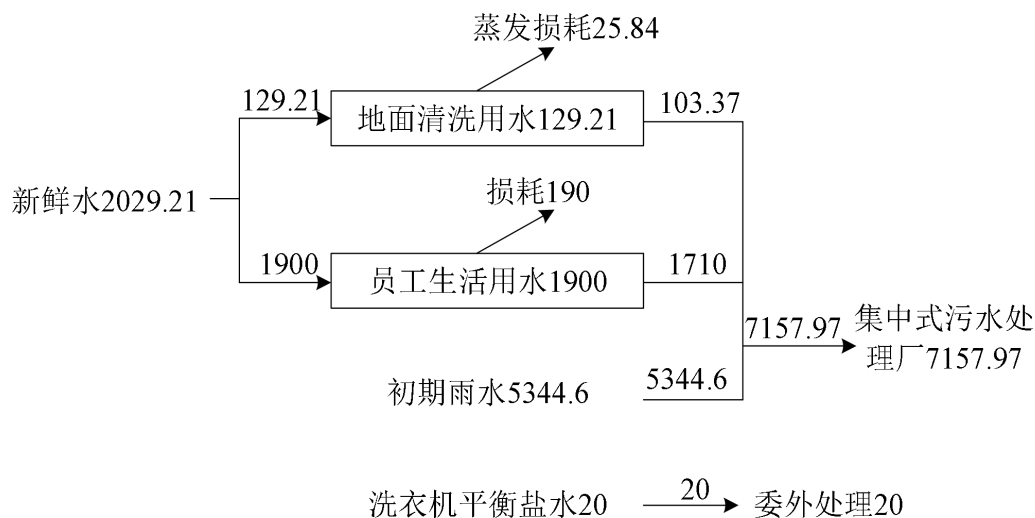 蒸发损耗25.84
129.21
地面清洗用水129.21
103.37
新鲜水2029.21
损耗190
1900
员工生活用水1900
1710
7157.97
集中式污水处
理厂7157.97
初期雨水5344.6
5344.6
洗衣机平衡盐水20
20
委外处理20